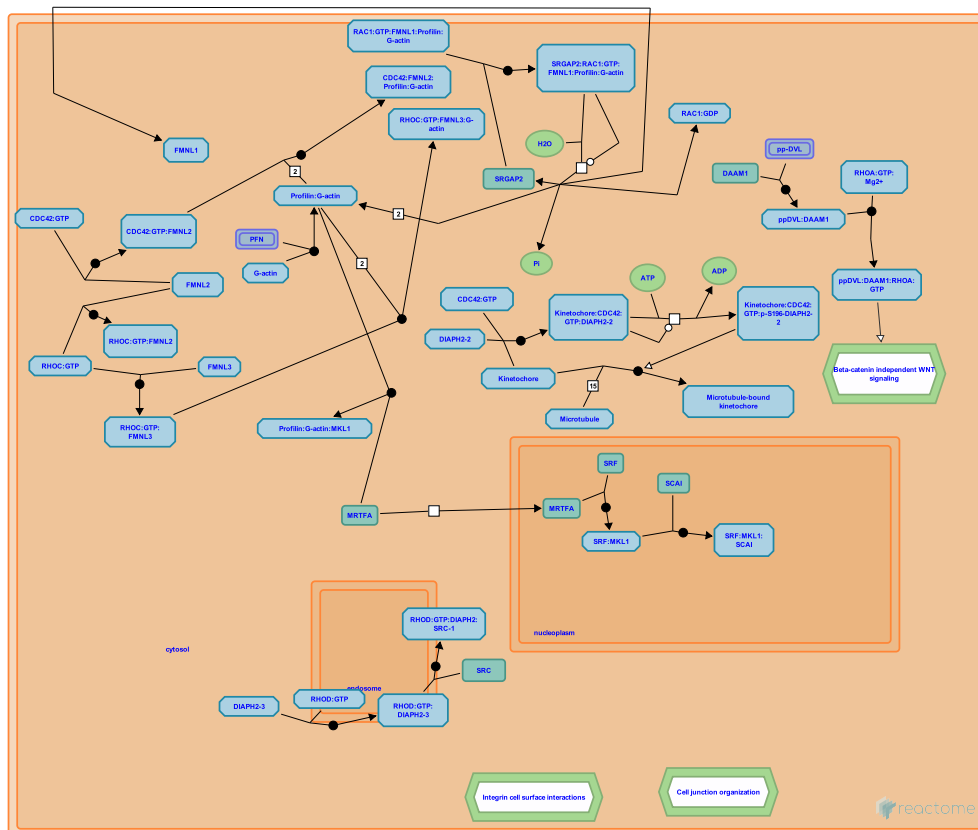 RAC1:GTP:FMNL1:Profilin:
G-actin
SRGAP2:RAC1:GTP:
FMNL1:Profilin:G-actin
CDC42:FMNL2:
Profilin:G-actin
RHOC:GTP:FMNL3:G-
actin
RAC1:GDP
FMNL1
H2O
pp-DVL
SRGAP2
DAAM1
RHOA:GTP:
Mg2+
2
Profilin:G-actin
2
CDC42:GTP
CDC42:GTP:FMNL2
ppDVL:DAAM1
PFN
G-actin
2
Pi
ATP
ADP
FMNL2
ppDVL:DAAM1:RHOA:
GTP
CDC42:GTP
Kinetochore:CDC42:
GTP:DIAPH2-2
Kinetochore:CDC42:
GTP:p-S196-DIAPH2-
2
RHOC:GTP:FMNL2
DIAPH2-2
RHOC:GTP
FMNL3
Kinetochore
15
Beta-catenin independent WNT
signaling
Microtubule-bound
kinetochore
Microtubule
RHOC:GTP:
FMNL3
Profilin:G-actin:MKL1
SRF
SCAI
MRTFA
MRTFA
SRF:MKL1
SRF:MKL1:
SCAI
nucleoplasm
RHOD:GTP:DIAPH2:
SRC-1
cytosol
SRC
endosome
RHOD:GTP
DIAPH2-3
RHOD:GTP:
DIAPH2-3
Integrin cell surface interactions
Cell junction organization
reactome